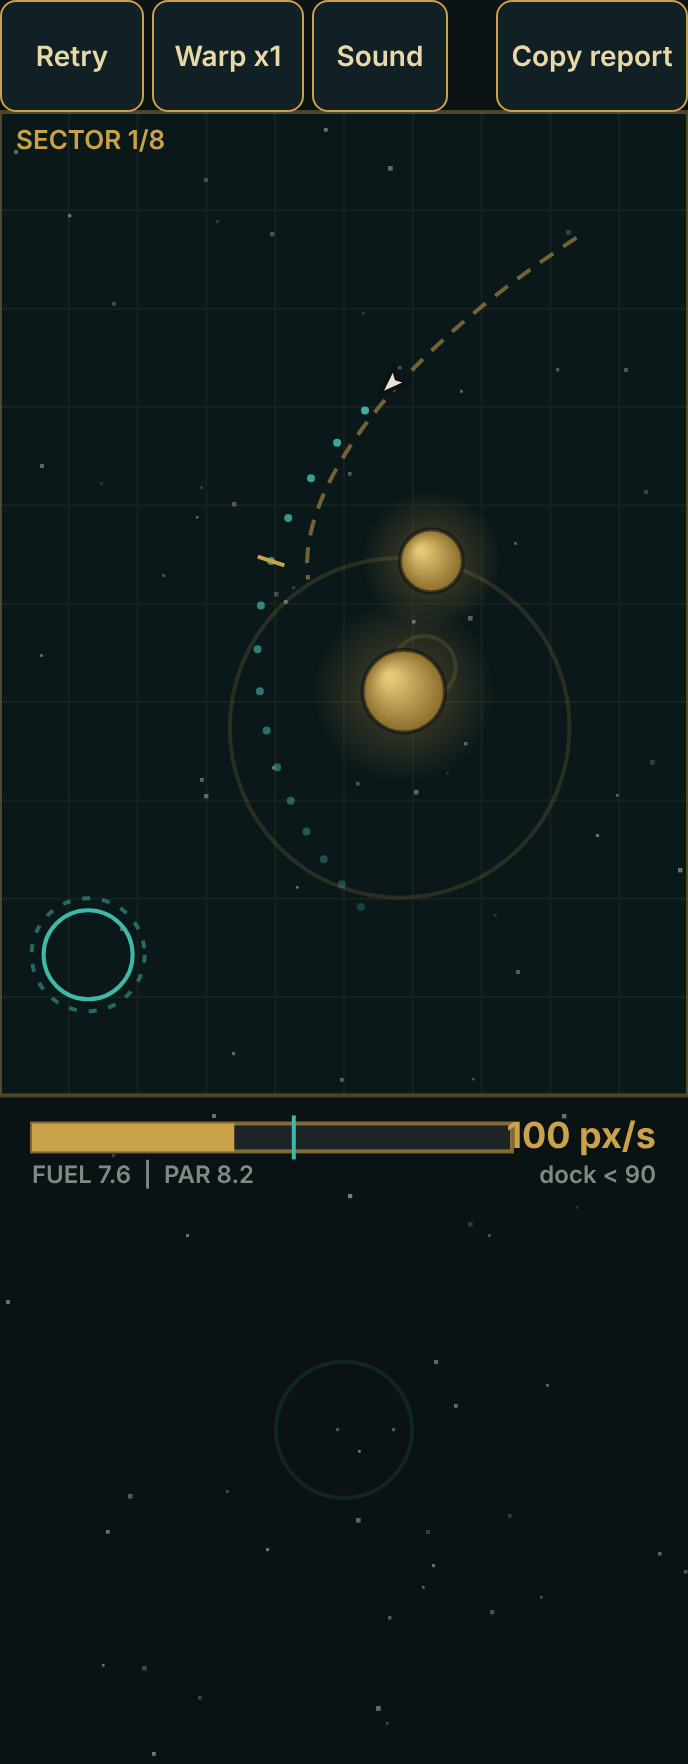 Retry
Warp x1
Sound
Copy report
SECTOR 1/8
100 px/s
FUEL 7.6 | PAR 8.2
dock < 90